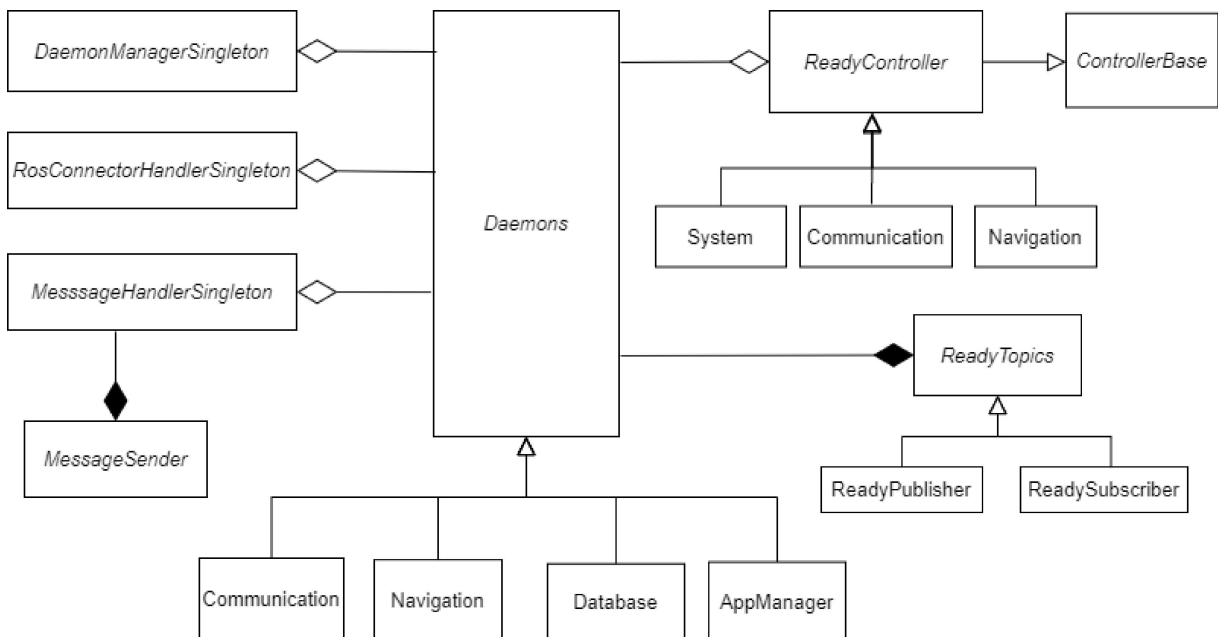 DaemonManagerSingleton
ReadyController
ControllerBase
RosConnectorHandlerSingleton
Daemons
System
Communication
Navigation
MesssageHandlerSingleton
ReadyTopics
MessageSender
ReadyPublisher
ReadySubscriber
Communication
Navigation
Database
AppManager